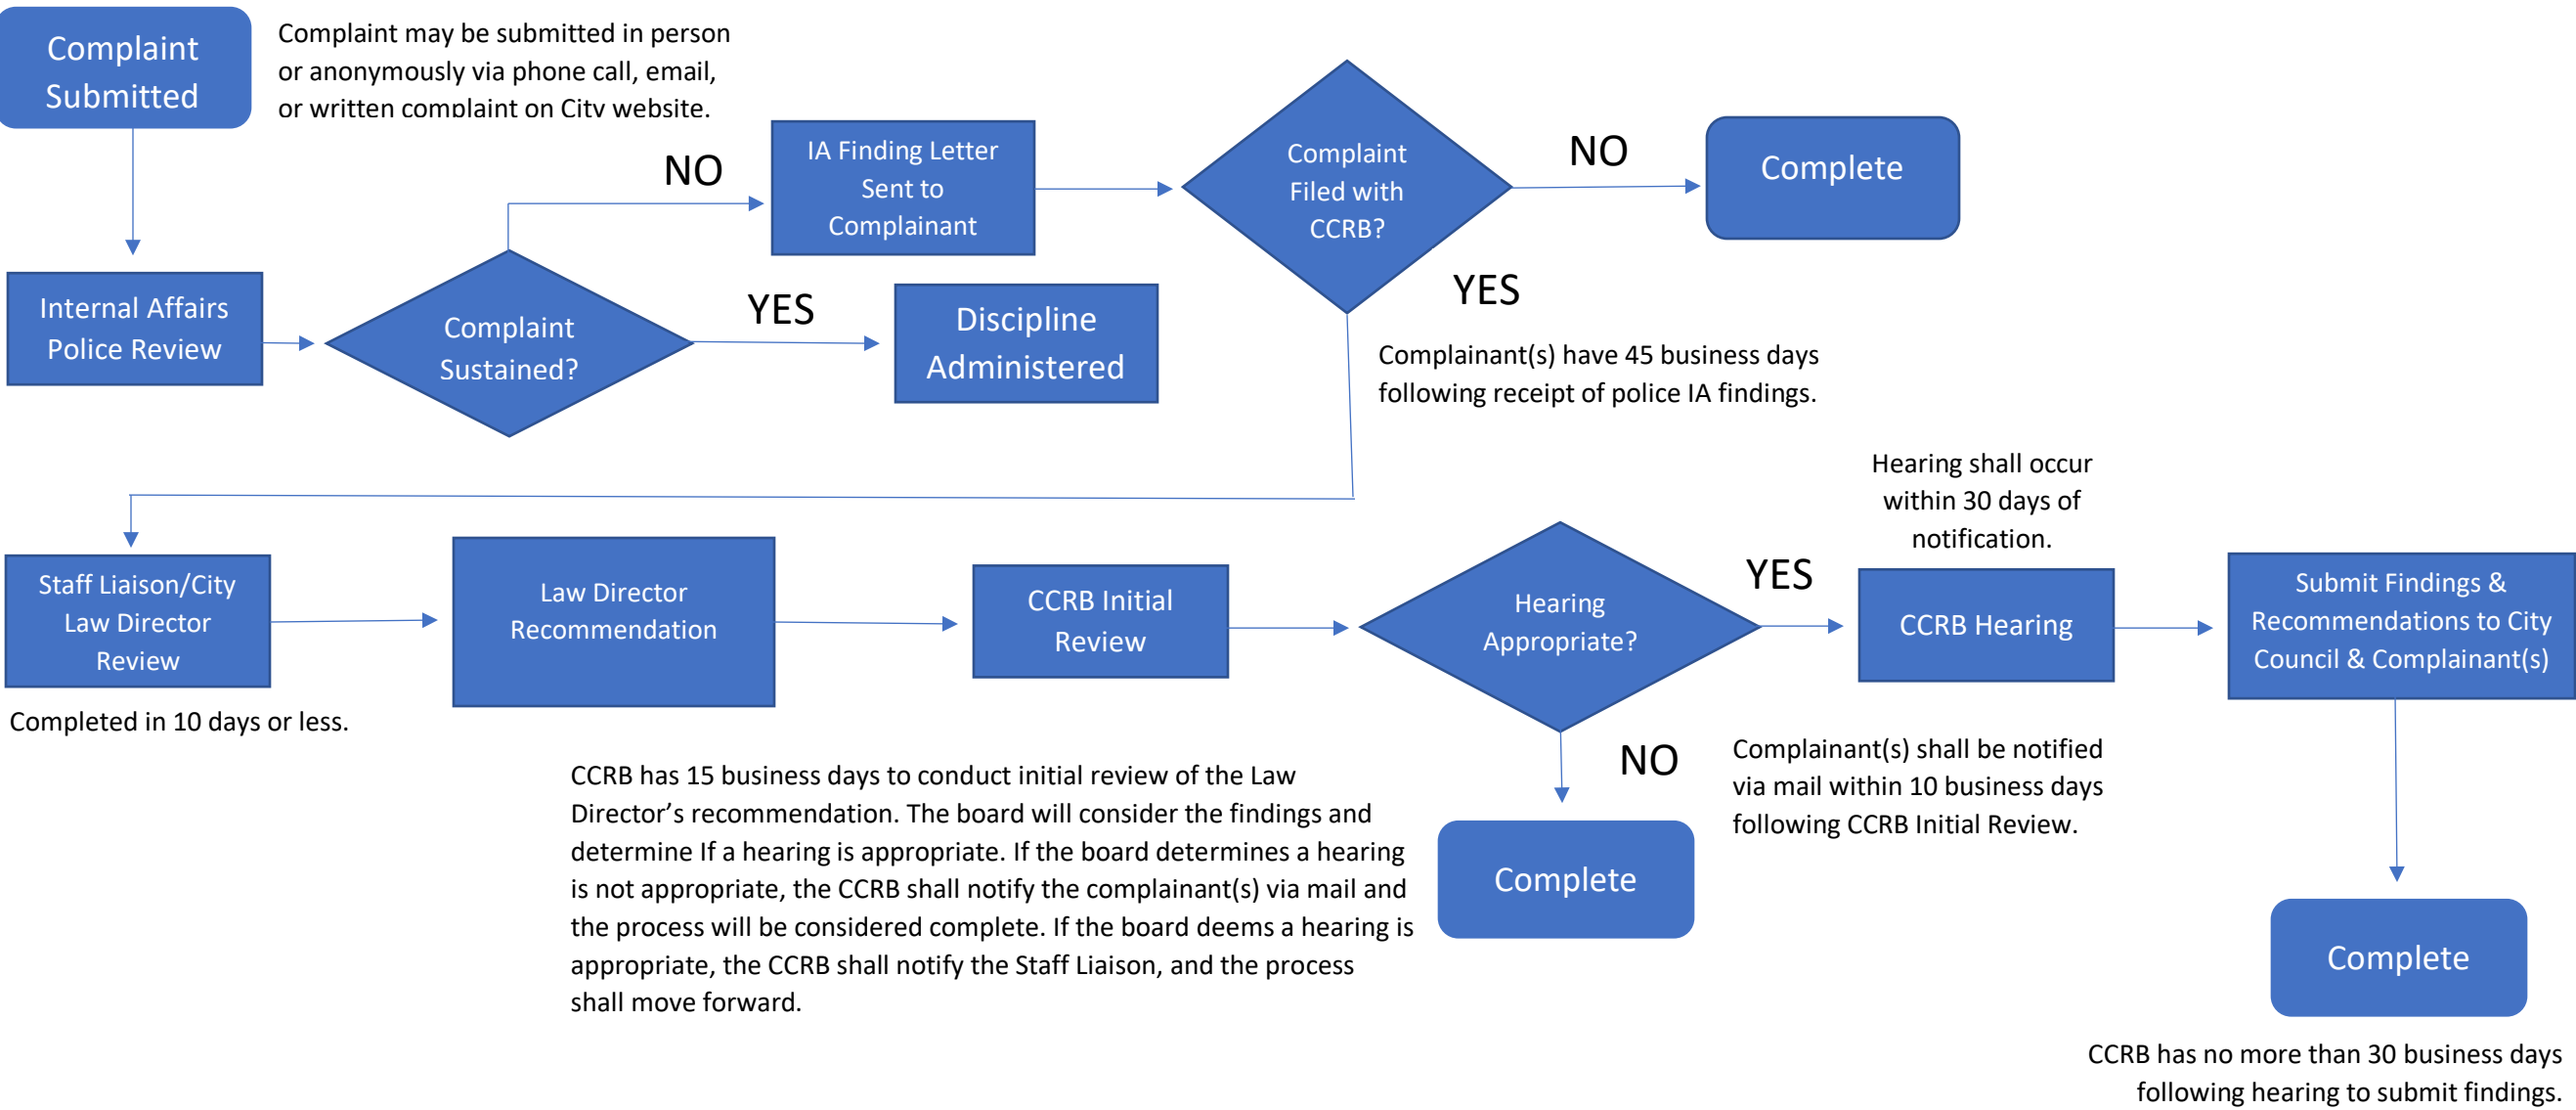 Complaint
Submitted
Complaint may be submitted in person
or anonymously via phone call, email,
or written complaint on City website.
NO
IA Finding Letter
Sent to
Complainant
Complaint
Filed with
CCRB?
NO
Complete
Internal Affairs
Police Review
Complaint
Sustained?
YES
Discipline
Administered
YES
Complainant(s) have 45 business days
following receipt of police IA findings.
Staff Liaison/City
Law Director
Review
Completed in 10 days or less.
Law Director
Recommendation
CCRB Initial
Review
CCRB has 15 business days to conduct initial review of the Law
Director’s recommendation. The board will consider the findings and
determine If a hearing is appropriate. If the board determines a hearing
is not appropriate, the CCRB shall notify the complainant(s) via mail and
the process will be considered complete. If the board deems a hearing is
appropriate, the CCRB shall notify the Staff Liaison, and the process
shall move forward.
Hearing
Appropriate?
NO
Complete
YES
Hearing shall occur
within 30 days of
notification.
CCRB Hearing
Complainant(s) shall be notified
via mail within 10 business days
following CCRB Initial Review.
Submit Findings &
Recommendations to City
Council & Complainant(s)
Complete
CCRB has no more than 30 business days
following hearing to submit findings.